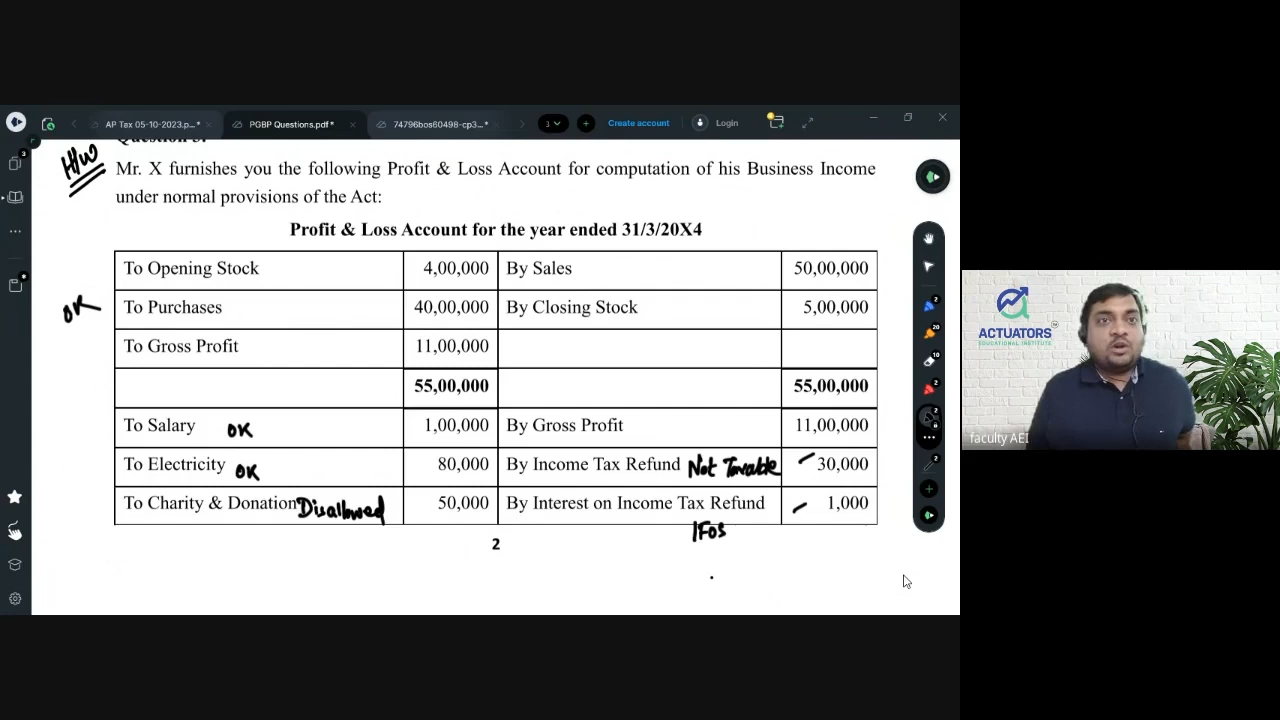 AP Tax 05-10-2023.p...*
PGBP Questions.pdf*
74796bos60498-cp3...*
3
Create account
Login
H/W
Mr. X furnishes you the following Profit & Loss Account for computation of his Business Income
under normal provisions of the Act:
Profit & Loss Account for the year ended 31/3/20X4
To Opening Stock 4,00,000 By Sales 50,00,000
OK To Purchases 40,00,000 By Closing Stock 5,00,000
To Gross Profit 11,00,000
55,00,000 55,00,000
To Salary OK 1,00,000 By Gross Profit 11,00,000
To Electricity OK 80,000 By Income Tax Refund Not Taxable 30,000
To Charity & Donation Disallowed 50,000 By Interest on Income Tax Refund 1,000
IFOS
2
ACTUATORS
EDUCATIONAL INSTITUTE
faculty AEI